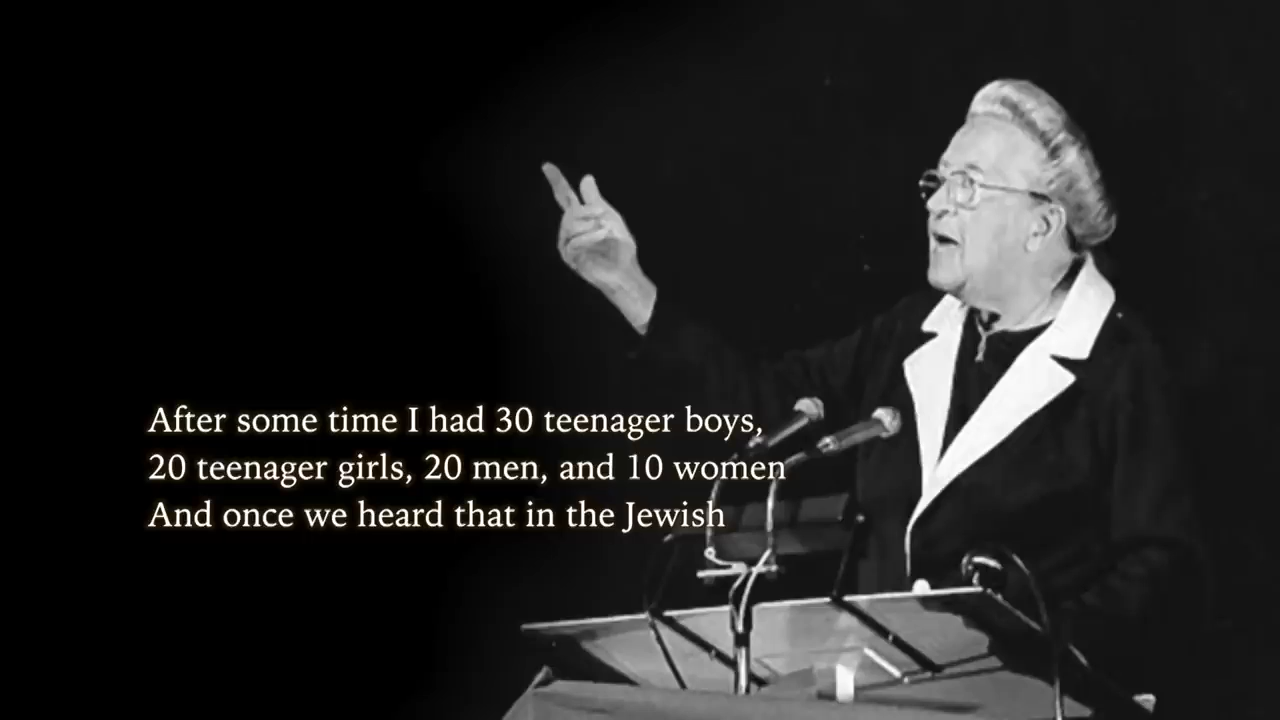 After some time I had 30 teenager boys,
20 teenager girls, 20 men, and 10 women
And once we heard that in the Jewish